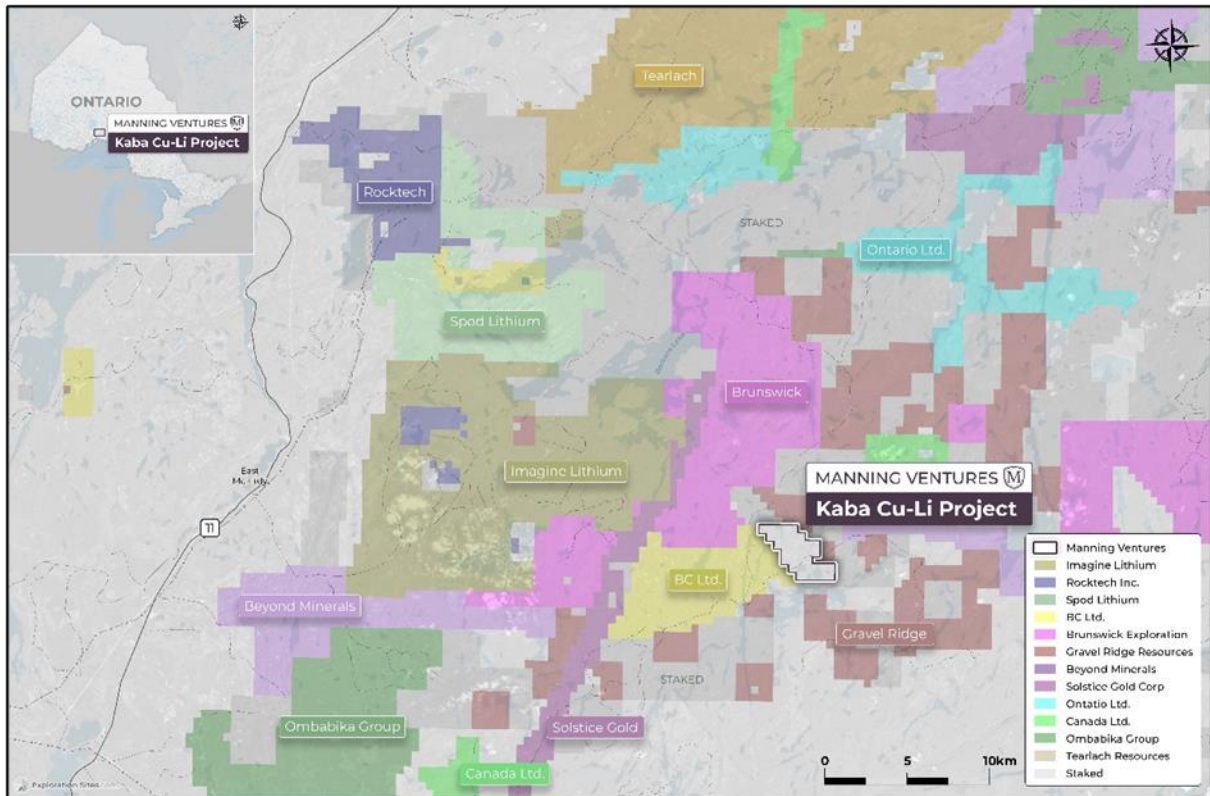 ONTARIO
MANNING VENTURES M
Kaba Cu-Li Project
Tearlach
Rocktech
STAKED
Ontario Ltd.
Spod Lithium
Brunswick
Imagine Lithium
East
11
MANNING VENTURES M
Kaba Cu-Li Project
BC Ltd.
Beyond Minerals
Gravel Ridge
STAKED
Ombabika Group
Solstice Gold
Canada Ltd.
Manning Ventures
Imagine Lithium
Rocktech Inc.
Spod Lithium
BC Ltd.
Brunswick Exploration
Gravel Ridge Resources
Beyond Minerals
Solstice Gold Corp
Ontatio Ltd.
Canada Ltd.
Ombabika Group
Tearlach Resources
Staked
0 5 10km
Exploration Sites